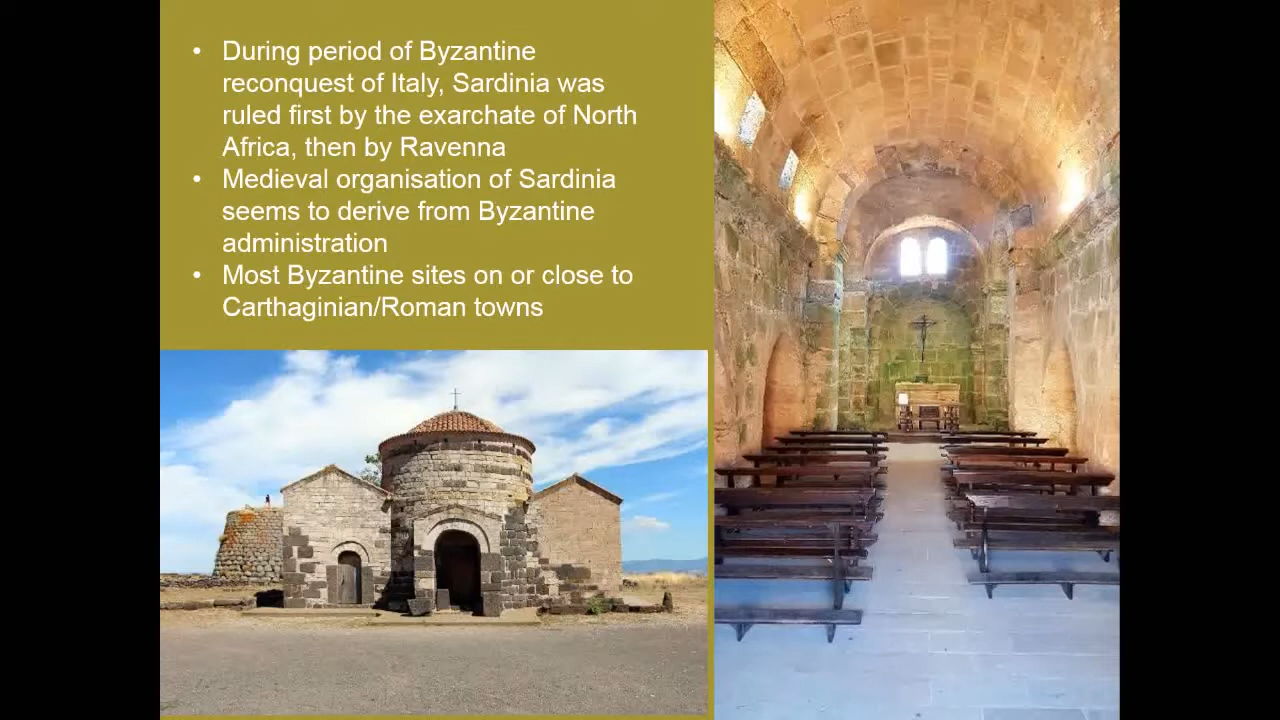 • During period of Byzantine
reconquest of Italy, Sardinia was
ruled first by the exarchate of North
Africa, then by Ravenna
• Medieval organisation of Sardinia
seems to derive from Byzantine
administration
• Most Byzantine sites on or close to
Carthaginian/Roman towns